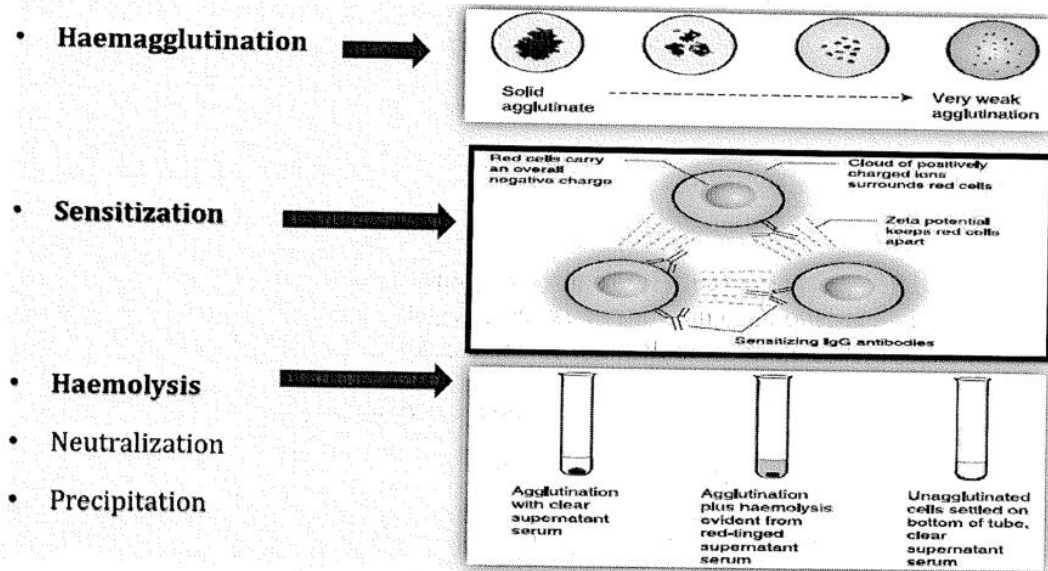 • Haemagglutination
Solid
agglutinate
Very weak
agglutination
• Sensitization
Red cells carry
an overall
negative charge
Cloud of positively
charged ions
surrounds red cells
Zeta potential
keeps red cells
apart
Sensitizing IgG antibodies
• Haemolysis
• Neutralization
• Precipitation
Agglutination
with clear
supernatant
serum
Agglutination
plus haemolysis
evident from
red-tinged
supernatant
serum
Unagglutinated
cells settled on
bottom of tube,
clear
supernatant
serum